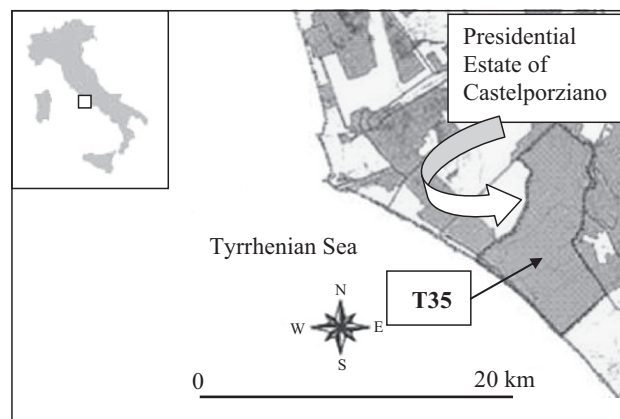 Presidential
Estate of
Castelporziano
Tyrrhenian Sea
T35
N
W E
S
0 20 km